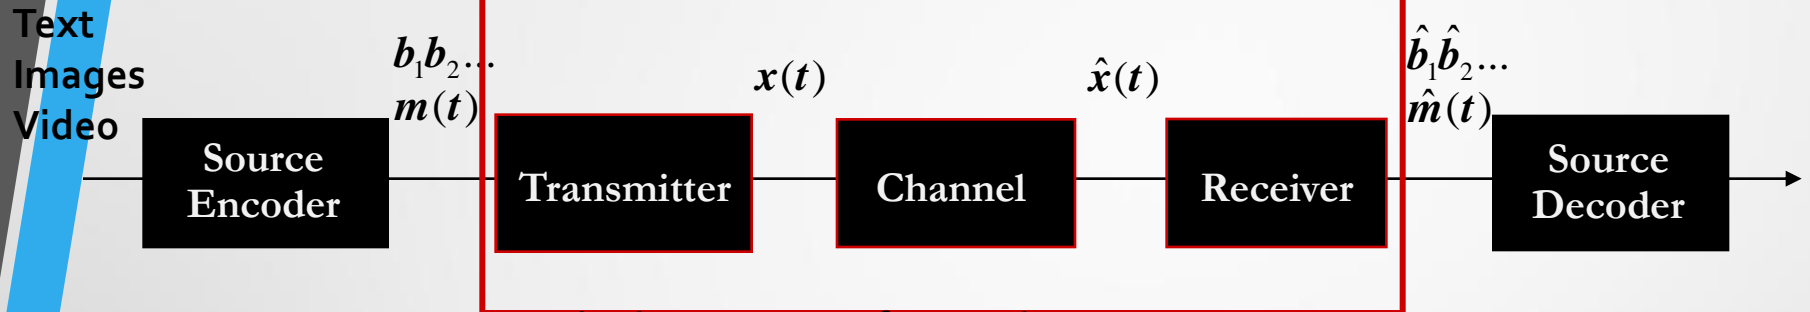 Text
Images
Video
b₁b₂...
m(t)
x(t)
x̂(t)
b̂₁b̂₂...
m̂(t)
Source
Encoder
Transmitter
Channel
Receiver
Source
Decoder